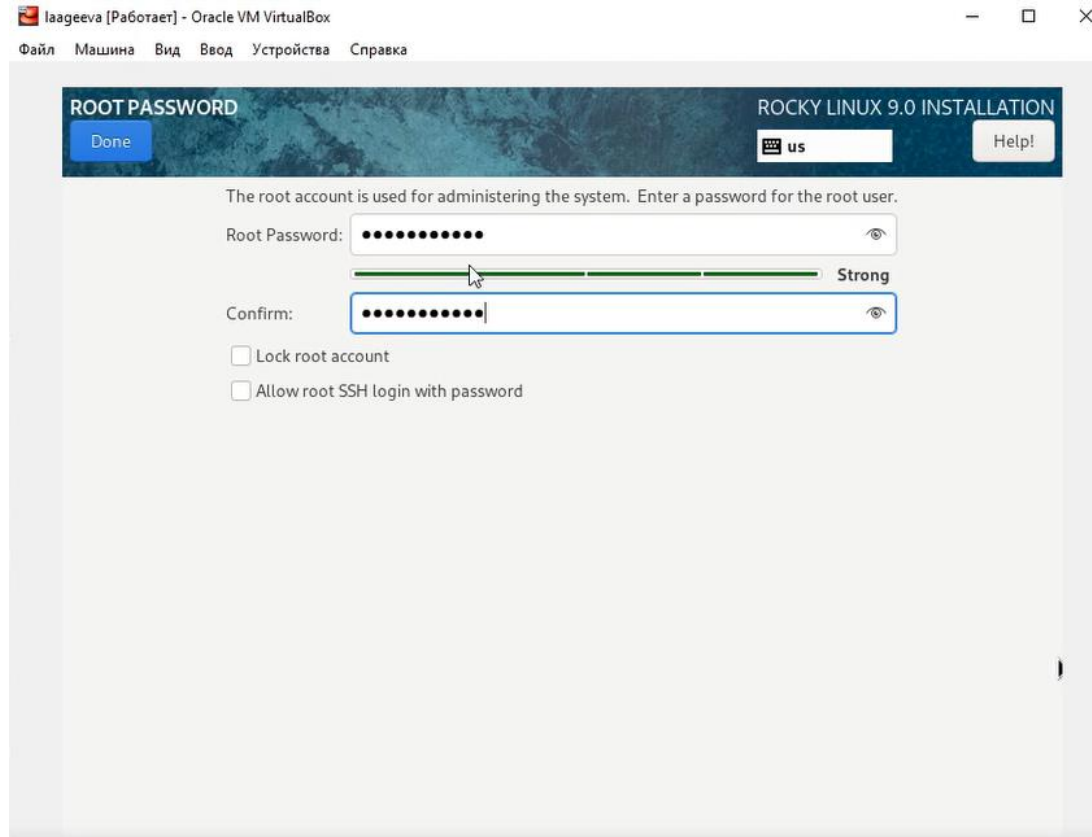 laageeva [Работает] - Oracle VM VirtualBox
Файл Машина Вид Ввод Устройства Справка
ROOT PASSWORD
ROCKY LINUX 9.0 INSTALLATION
Done
us
Help!
The root account is used for administering the system. Enter a password for the root user.
Root Password: ●●●●●●●●●●●
Strong
Confirm: ●●●●●●●●●●●
Lock root account
Allow root SSH login with password